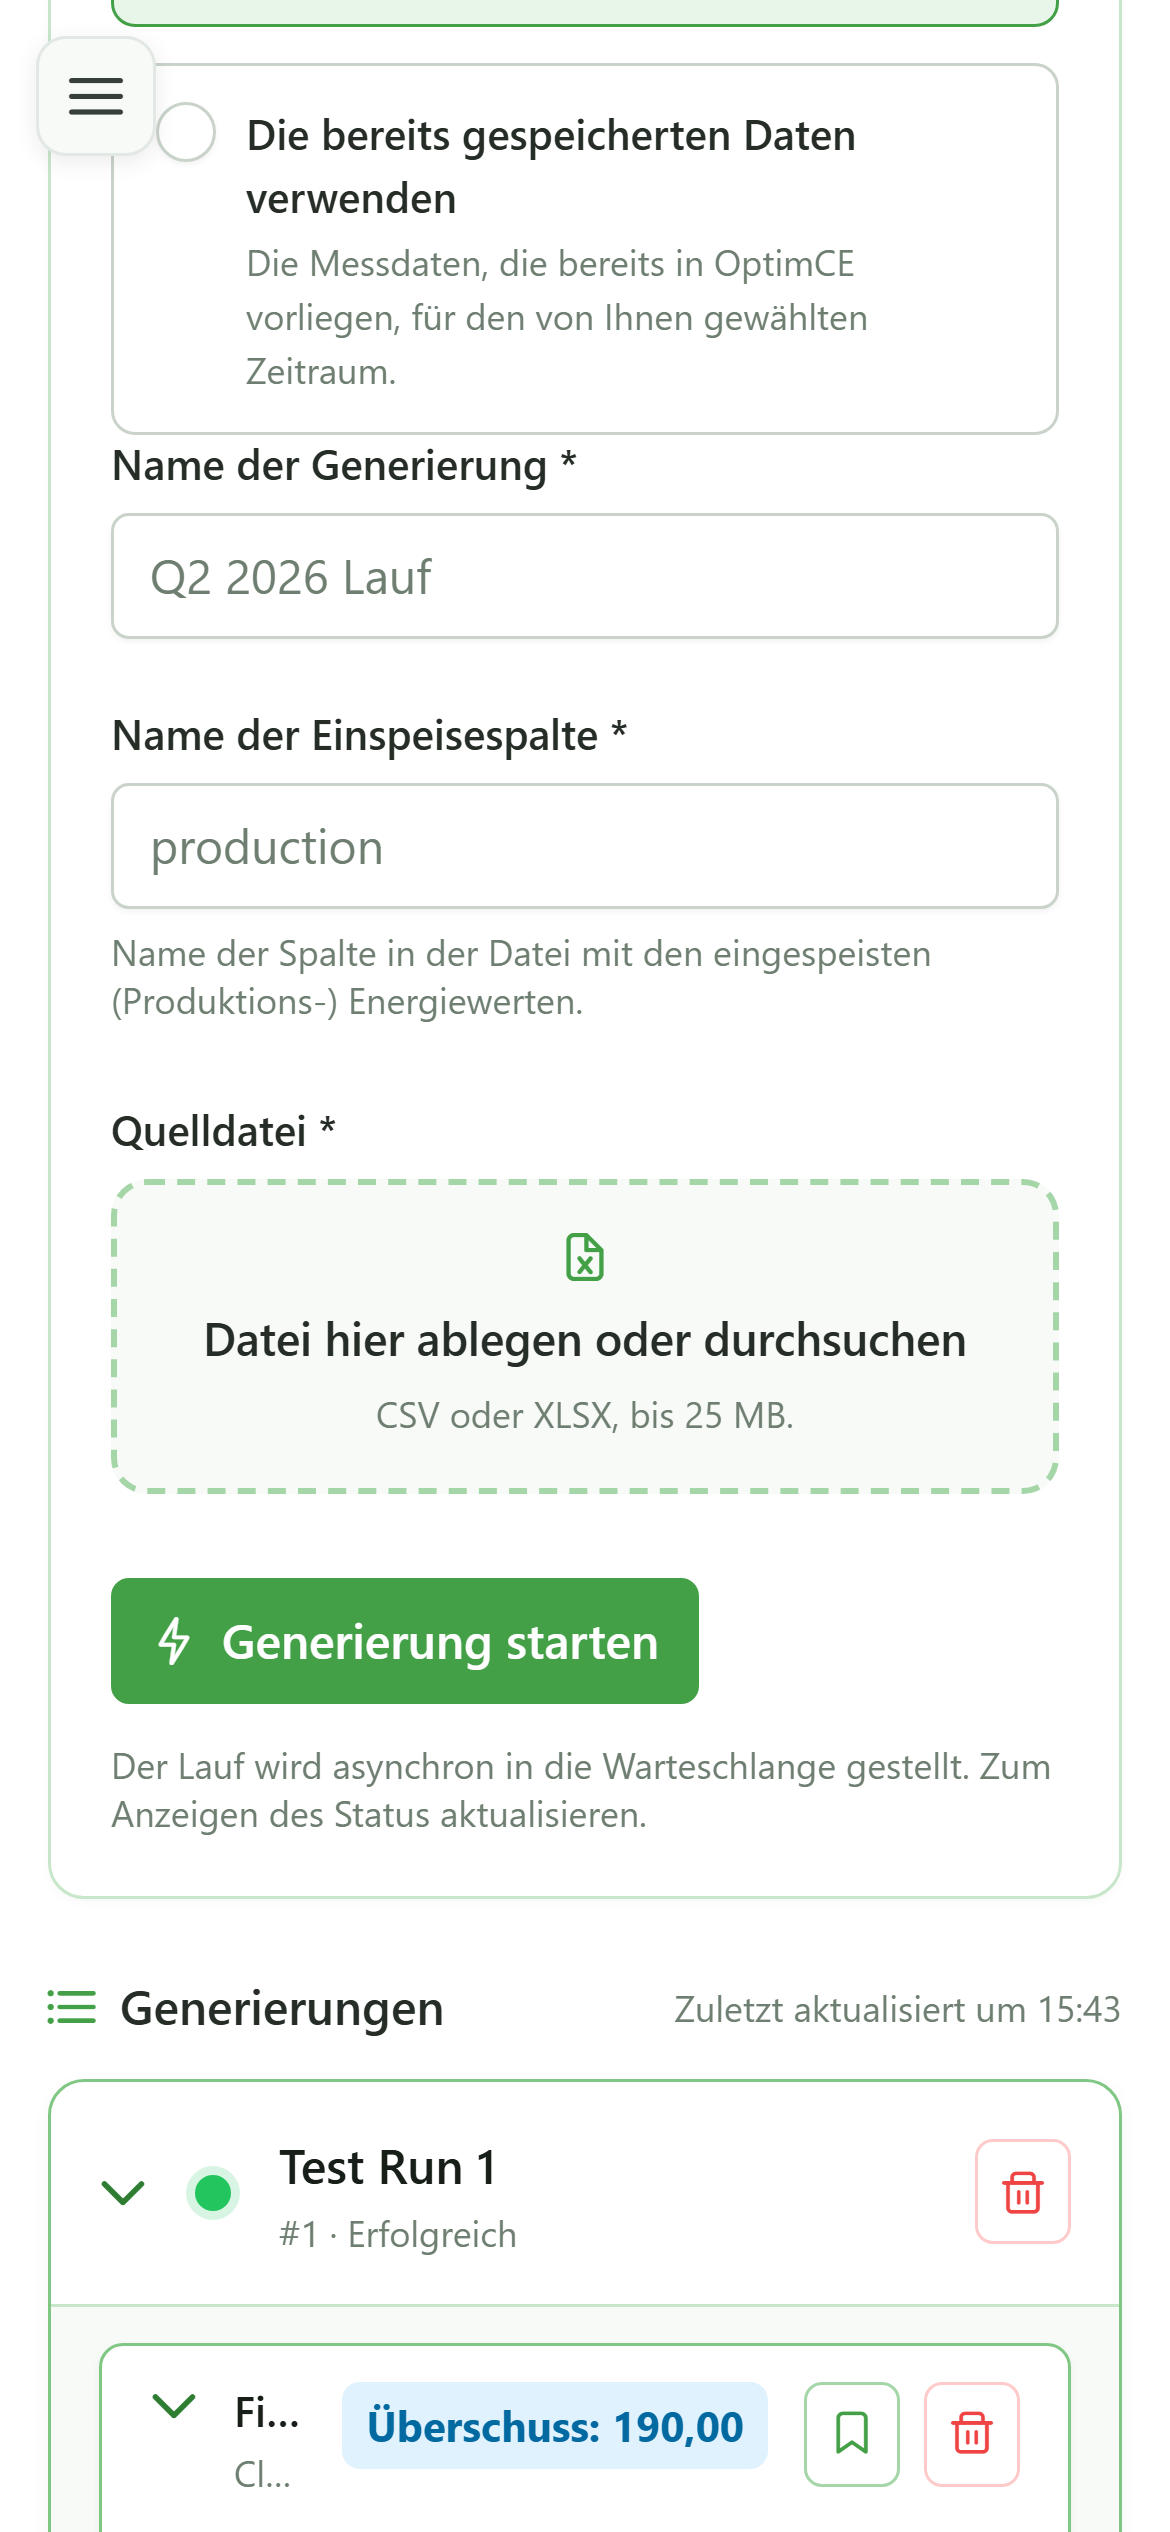 Die bereits gespeicherten Daten
verwenden
Die Messdaten, die bereits in OptimCE
vorliegen, für den von Ihnen gewählten
Zeitraum.
Name der Generierung *
Q2 2026 Lauf
Name der Einspeisespalte *
production
Name der Spalte in der Datei mit den eingespeisten
(Produktions-) Energiewerten.
Quelldatei *
Datei hier ablegen oder durchsuchen
CSV oder XLSX, bis 25 MB.
Generierung starten
Der Lauf wird asynchron in die Warteschlange gestellt. Zum
Anzeigen des Status aktualisieren.
Generierungen
Zuletzt aktualisiert um 15:43
Test Run 1
#1 · Erfolgreich
Fi...
Überschuss: 190,00
Cl...